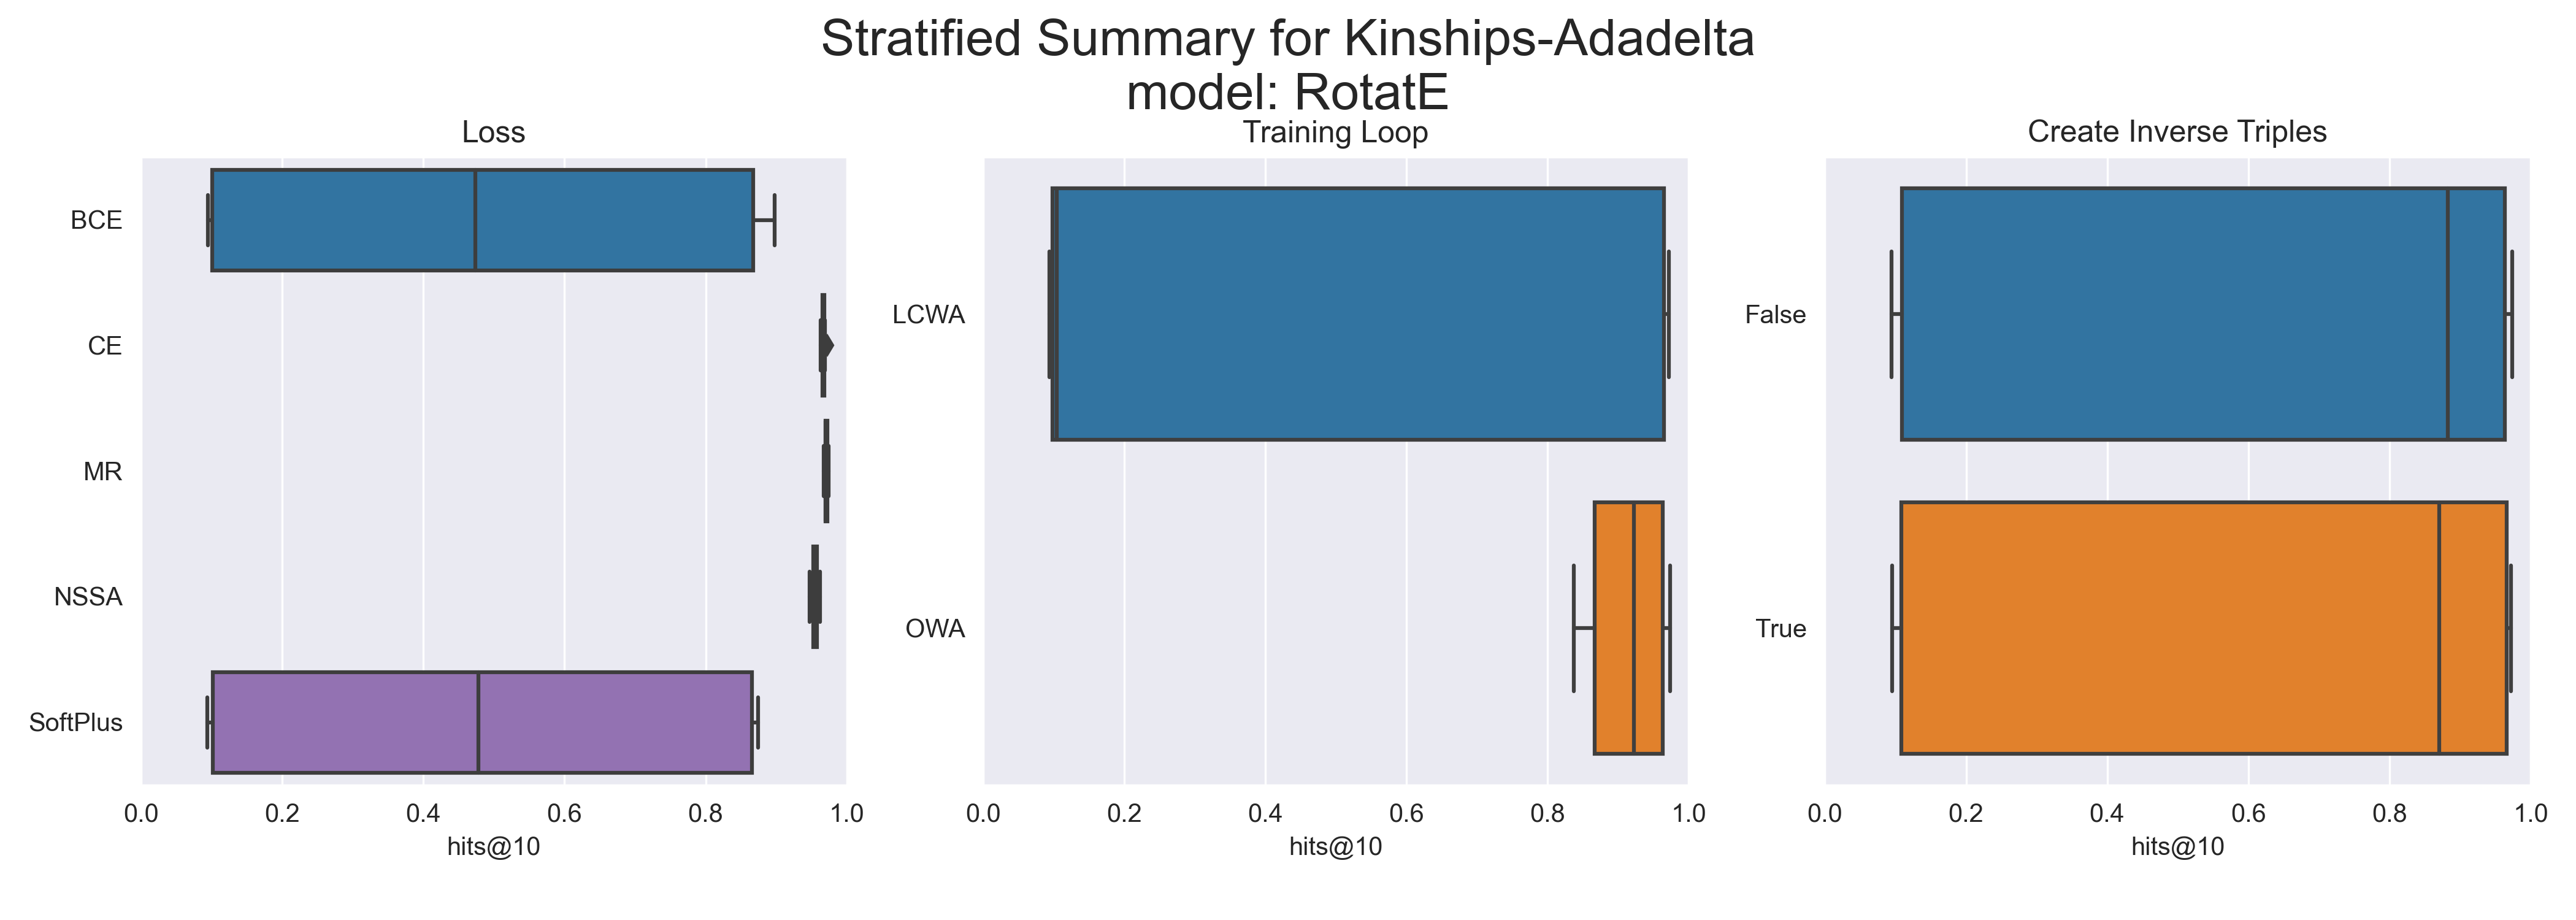 Stratified Summary for Kinships-Adadelta
model: RotatE
Loss
BCE
CE
MR
NSSA
SoftPlus
0.0 0.2 0.4 0.6 0.8 1.0
hits@10
Training Loop
LCWA
OWA
0.0 0.2 0.4 0.6 0.8 1.0
hits@10
Create Inverse Triples
False
True
0.0 0.2 0.4 0.6 0.8 1.0
hits@10